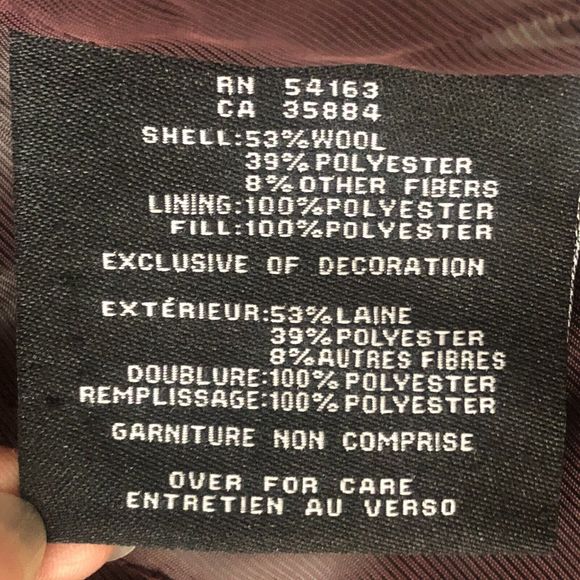 RN 54163
CA 35884
SHELL:53%WOOL
39%POLYESTER
8%OTHER FIBERS
LINING:100%POLYESTER
FILL:100%POLYESTER
EXCLUSIVE OF DECORATION
EXTÉRIEUR:53%LAINE
39%POLYESTER
8%AUTRES FIBRES
DOUBLURE:100%POLYESTER
REMPLISSAGE:100%POLYESTER
GARNITURE NON COMPRISE
OVER FOR CARE
ENTRETIEN AU VERSO